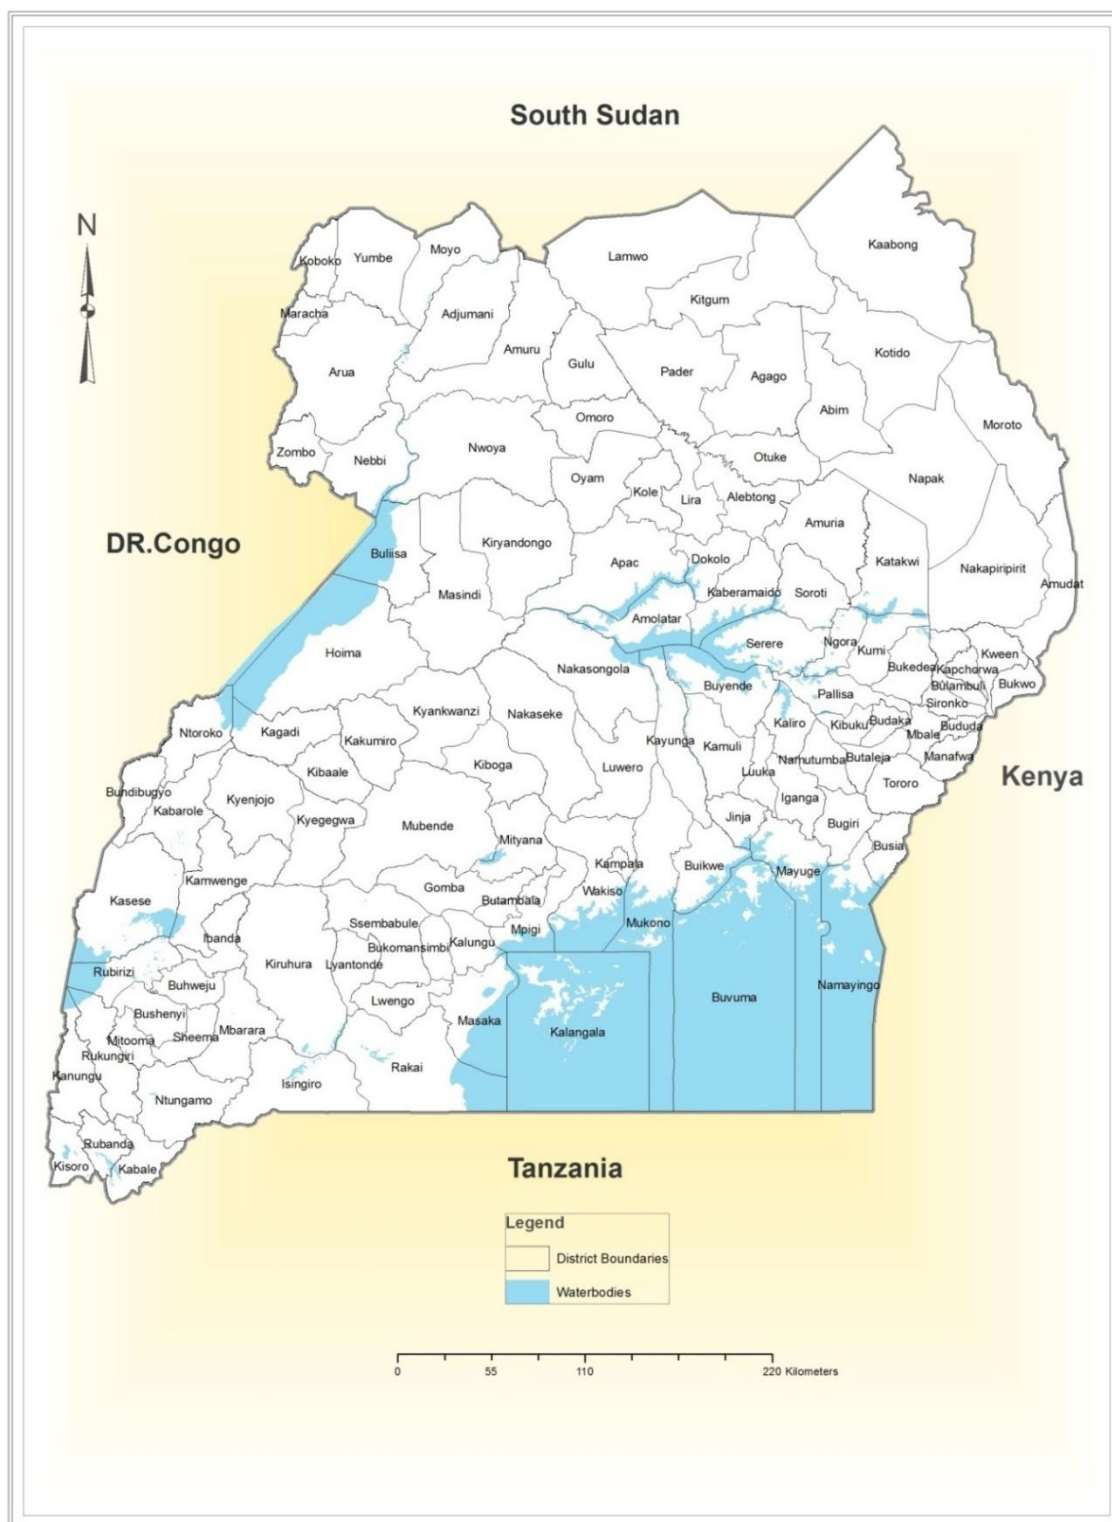 South Sudan
N
Kaabong
Koboko
Yumbe
Moyo
Lamwo
Kitgum
Maracha
Adjumani
Amuru
Gulu
Pader
Agago
Kotido
Arua
Abim
Moroto
Omoro
Zombo
Nebbi
Nwoya
Otuke
Oyam
Kole
Lira
Alebtong
Napak
DR.Congo
Buliisa
Kiryandongo
Amuria
Apac
Dokolo
Katakwi
Nakapiripirit
Amudat
Masindi
Kaberamaido
Soroti
Amolatar
Hoima
Serere
Ngora
Kumi
Kween
Nakasongola
Bukedea
Kapchorwa
Buyende
Bulambuli
Bukwo
Pallisa
Sironko
Kyankwanzi
Nakaseke
Ntoroko
Kagadi
Kakumiro
Kayunga
Kamuli
Kaliro
Kibuku
Budaka
Mbale
Bududa
Kibaale
Kiboga
Luwero
Luuka
Namutumba
Butaleja
Manafwa
Kenya
Bundibugyo
Kabarole
Kyenjojo
Kyegegwa
Iganga
Tororo
Mubende
Mityana
Jinja
Bugiri
Busia
Kasese
Kamwenge
Gomba
Kampala
Buikwe
Mayuge
Butambala
Wakiso
Ssembabule
Mpigi
Mukono
Ibanda
Bukomansimbi
Kalungu
Kiruhura
Lyantonde
Rubirizi
Buhweju
Namayingo
Lwengo
Buvuma
Bushenyi
Mbarara
Masaka
Kalangala
Mitooma
Sheema
Rukungiri
Kanungu
Rakai
Isingiro
Ntungamo
Rubanda
Kisoro
Kabale
Tanzania
Legend
District Boundaries
Waterbodies
0 55 110 220 Kilometers